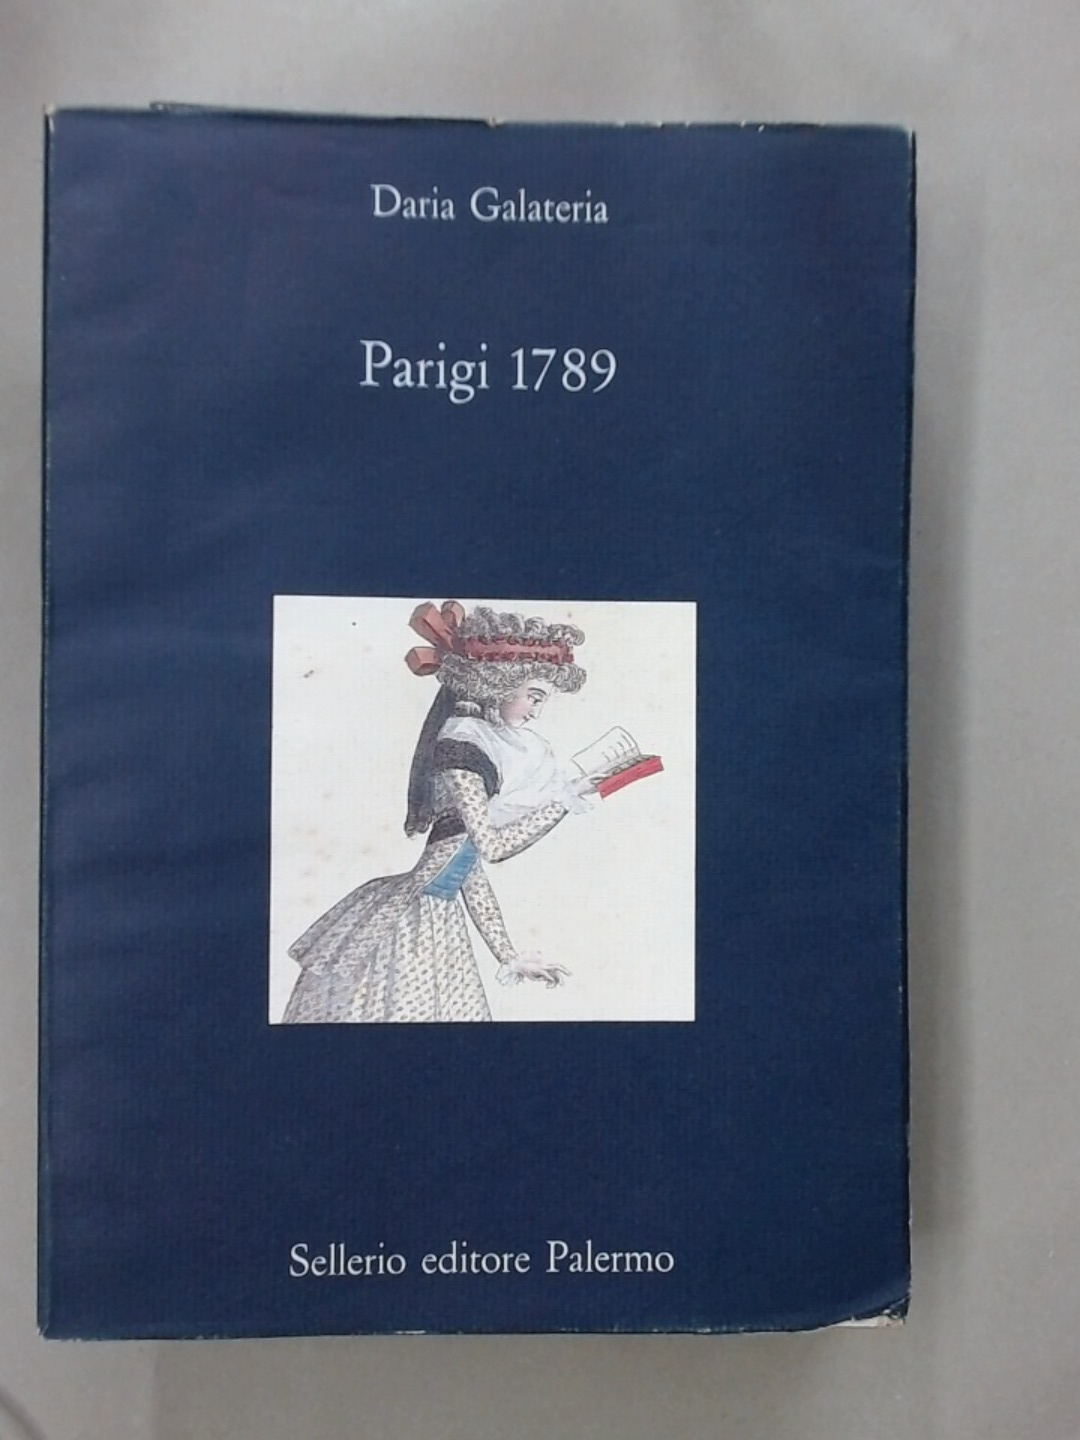 Daria Galateria
Parigi 1789
Sellerio editore Palermo